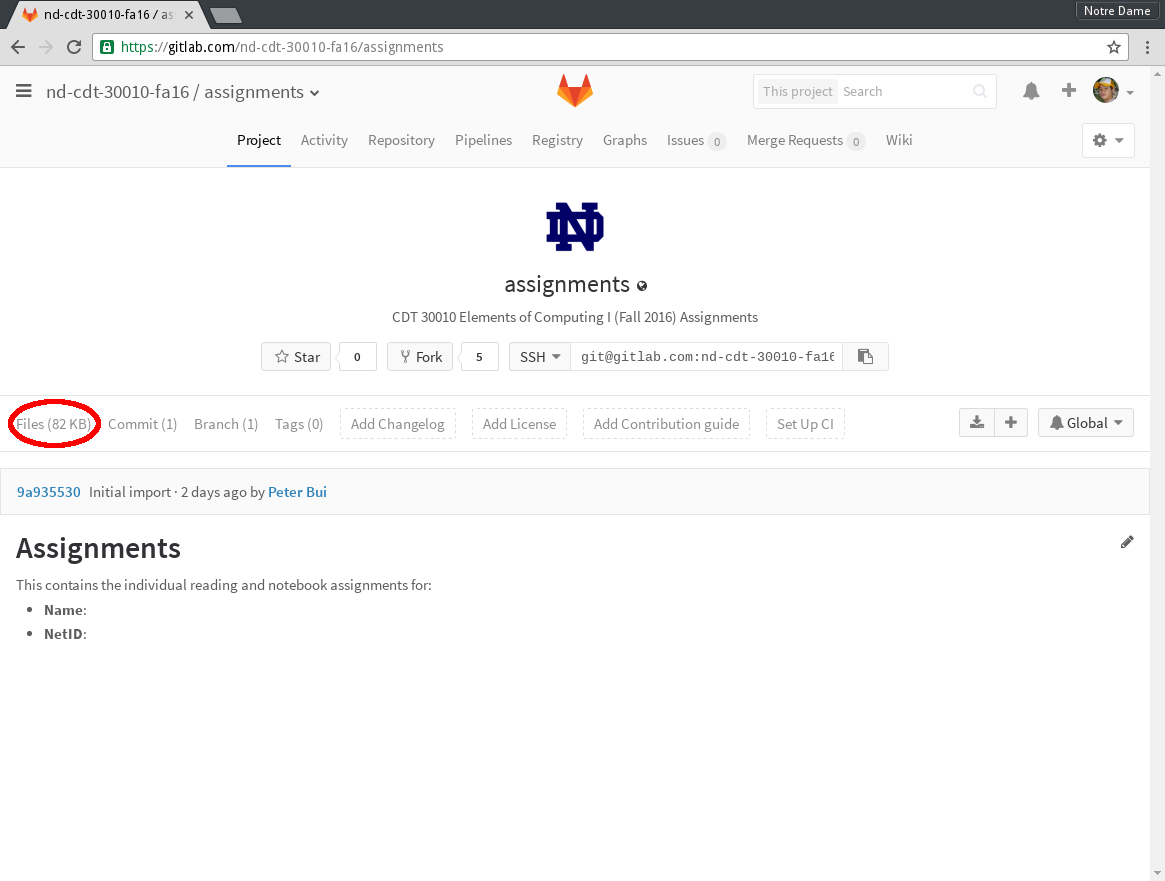 nd-cdt-30010-fa16 / as
Notre Dame
https://gitlab.com/nd-cdt-30010-fa16/assignments
nd-cdt-30010-fa16 / assignments
This project Search
Project Activity Repository Pipelines Registry Graphs Issues 0 Merge Requests 0 Wiki
ND
assignments
CDT 30010 Elements of Computing I (Fall 2016) Assignments
Star 0 Fork 5 SSH git@gitlab.com:nd-cdt-30010-fa16
Files (82 KB) Commit (1) Branch (1) Tags (0) Add Changelog Add License Add Contribution guide Set Up CI Global
9a935530 Initial import · 2 days ago by Peter Bui
Assignments
This contains the individual reading and notebook assignments for:
• Name:
• NetID: